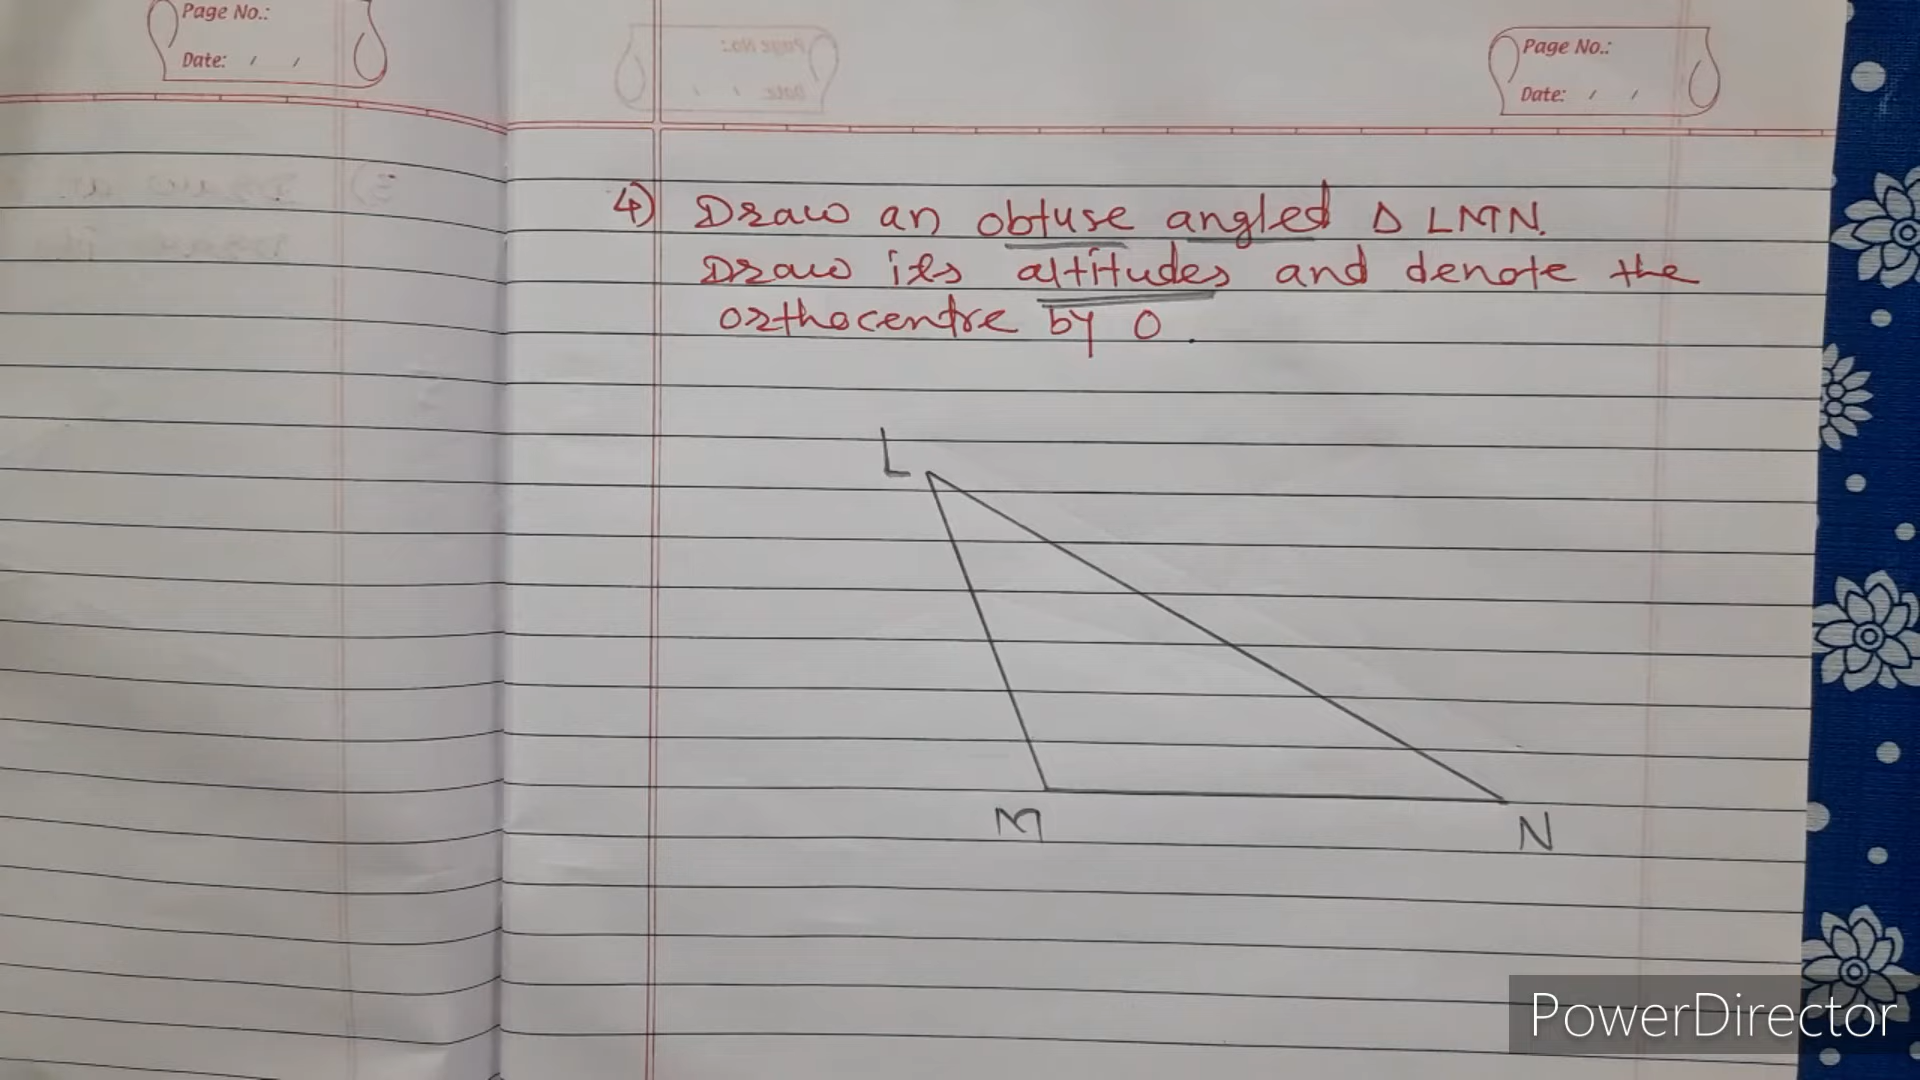 Page No.:
Date: / /
Page No.:
Date: / /
4) Draw an obtuse angled Δ LMN.
Draw its altitudes and denote the
orthocentre by O.
L
M
N
PowerDirector